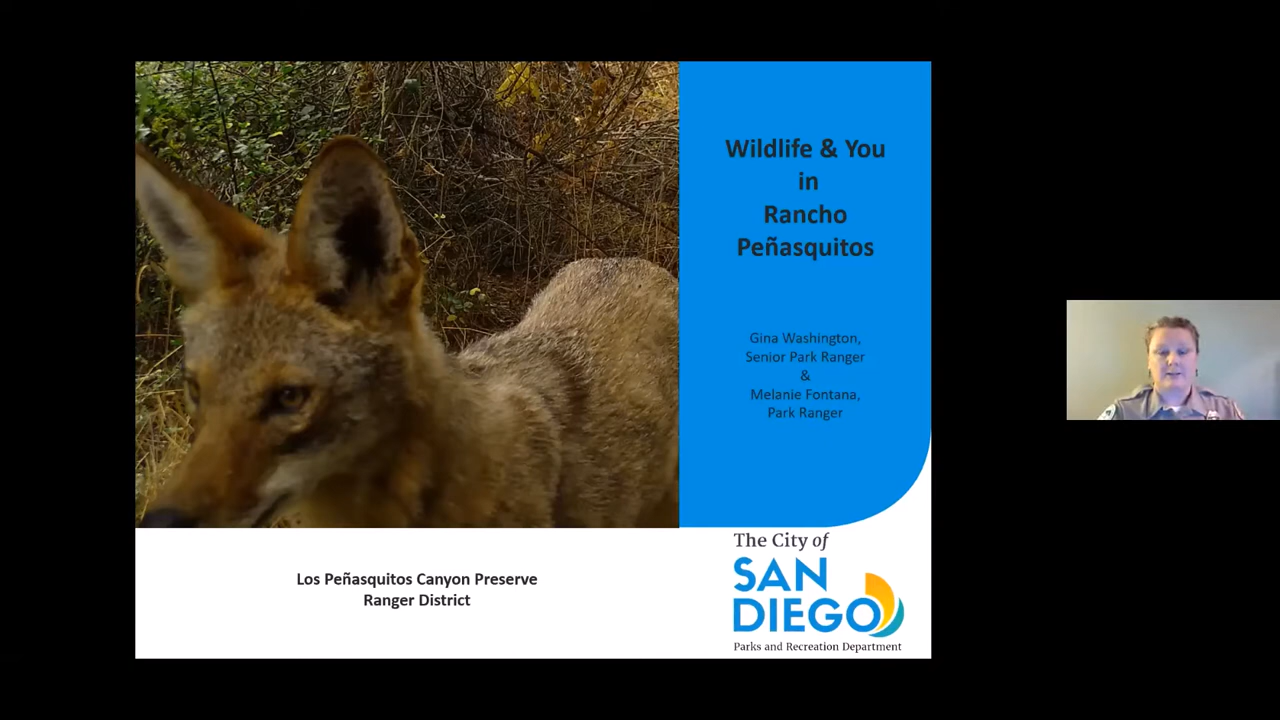 Wildlife & You
in
Rancho
Peñasquitos
Gina Washington,
Senior Park Ranger
&
Melanie Fontana,
Park Ranger
Los Peñasquitos Canyon Preserve
Ranger District
The City of
SAN
DIEGO
Parks and Recreation Department